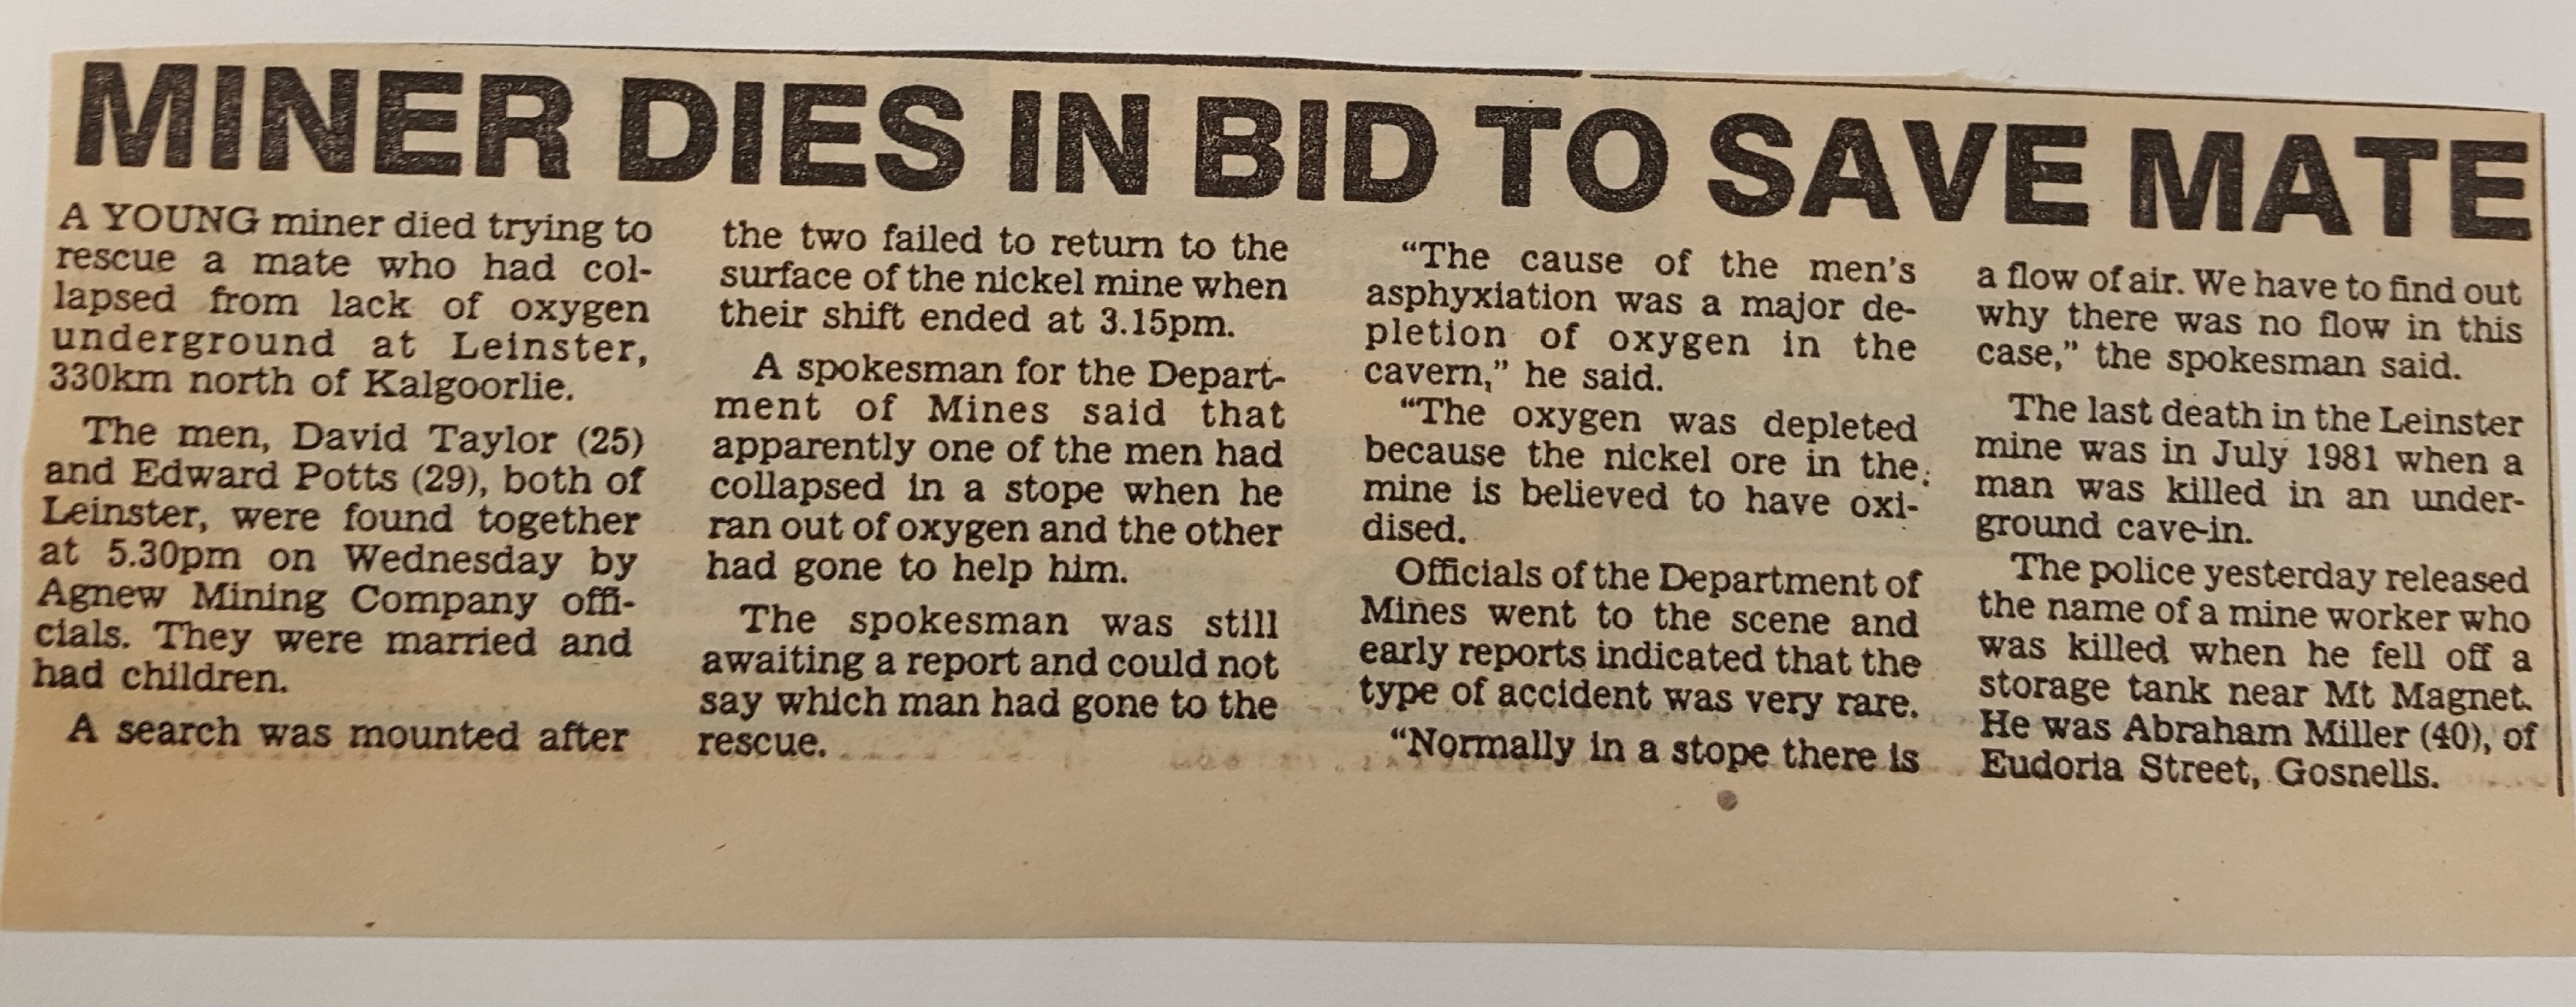 MINER DIES IN BID TO SAVE MATE
A YOUNG miner died trying to
rescue a mate who had col-
lapsed from lack of oxygen
underground at Leinster,
330km north of Kalgoorlie.
The men, David Taylor (25)
and Edward Potts (29), both of
Leinster, were found together
at 5.30pm on Wednesday by
Agnew Mining Company offi-
cials. They were married and
had children.
A search was mounted after
the two failed to return to the
surface of the nickel mine when
their shift ended at 3.15pm.
A spokesman for the Depart-
ment of Mines said that
apparently one of the men had
collapsed in a stope when he
ran out of oxygen and the other
had gone to help him.
The spokesman was still
awaiting a report and could not
say which man had gone to the
rescue.
“The cause of the men’s
asphyxiation was a major de-
pletion of oxygen in the
cavern,” he said.
“The oxygen was depleted
because the nickel ore in the
mine is believed to have oxi-
dised.
Officials of the Department of
Mines went to the scene and
early reports indicated that the
type of accident was very rare.
“Normally in a stope there is
a flow of air. We have to find out
why there was no flow in this
case,” the spokesman said.
The last death in the Leinster
mine was in July 1981 when a
man was killed in an under-
ground cave-in.
The police yesterday released
the name of a mine worker who
was killed when he fell off a
storage tank near Mt Magnet.
He was Abraham Miller (40), of
Eudoria Street, Gosnells.